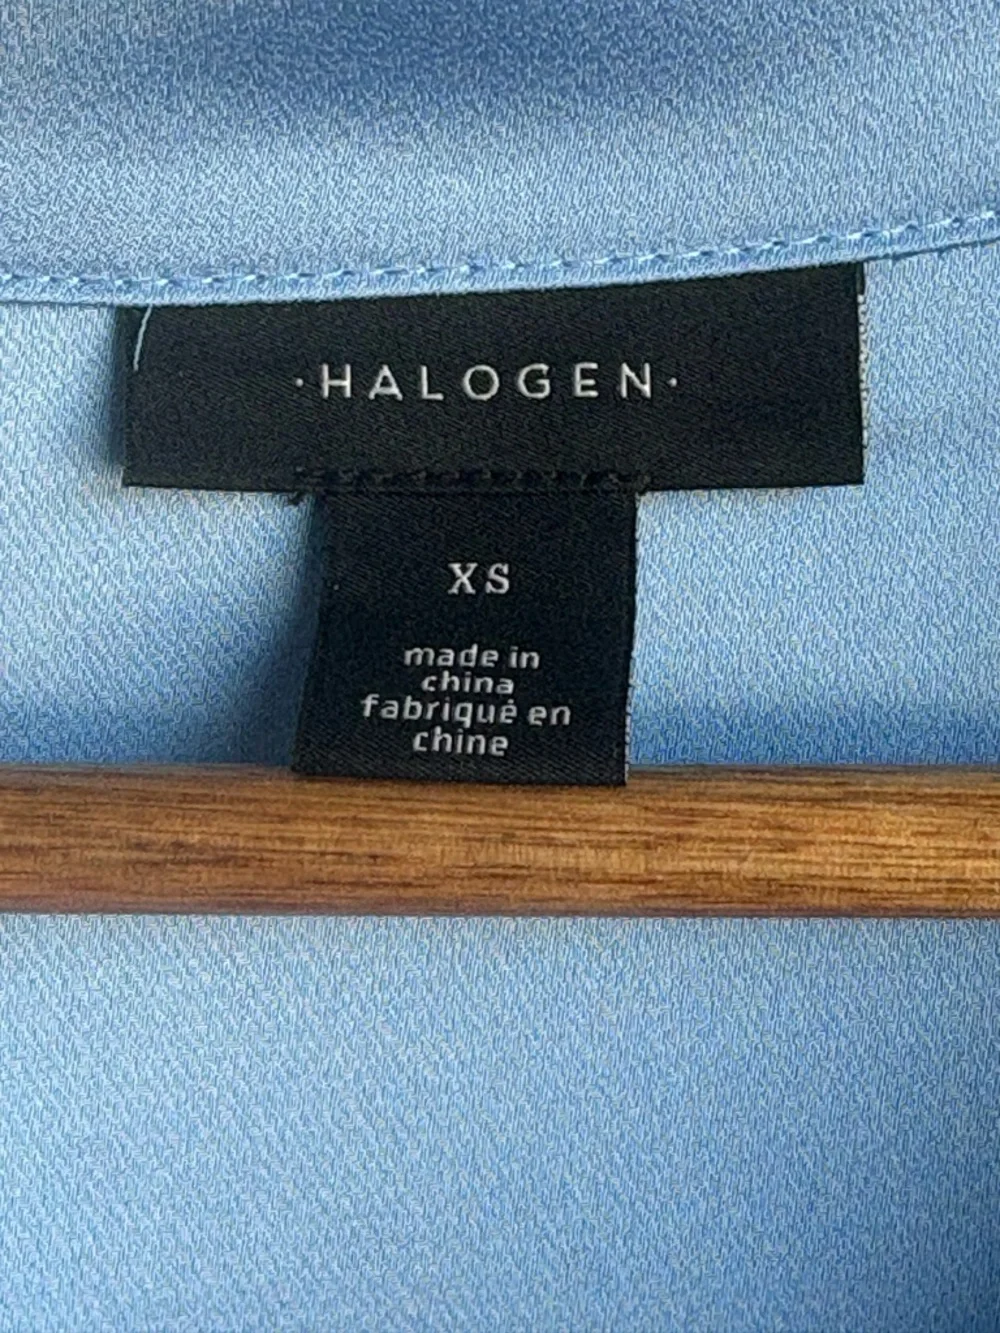 ·HALOGEN·
XS
made in
china
fabriqué en
chine